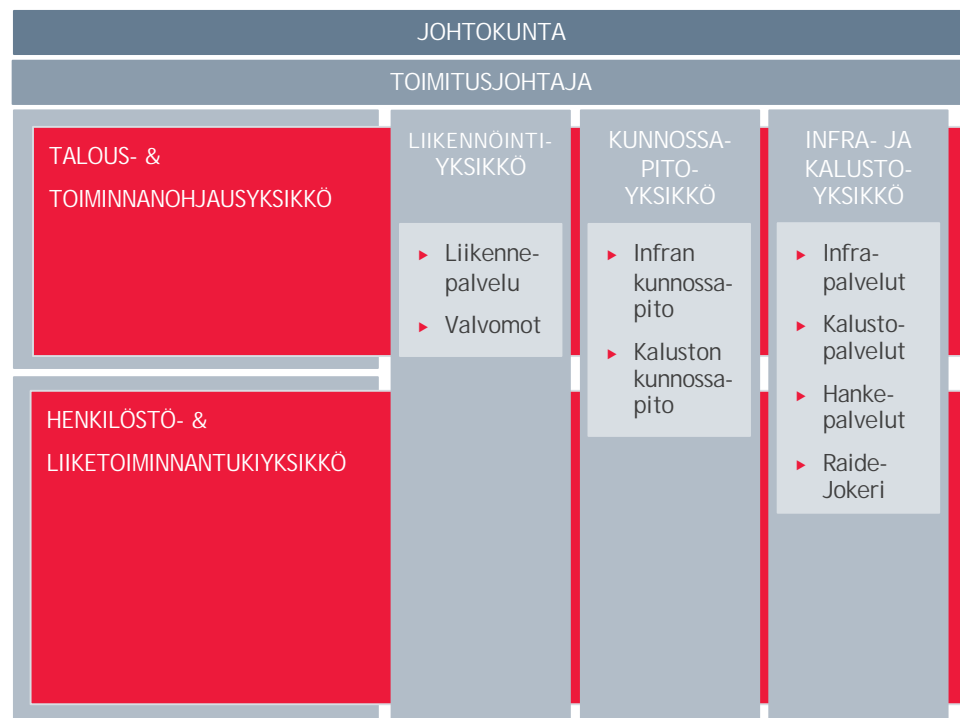 JOHTOKUNTA
TOIMITUSJOHTAJA
TALOUS- &
TOIMINNANOHJAUSYKSIKKÖ
HENKILÖSTÖ- &
LIIKETOIMINNANTUKIYKSIKKÖ
LIIKENNÖINTI-
YKSIKKÖ
Liikenne-
palvelu
Valvomot
KUNNOSSA-
PITO-
YKSIKKÖ
Infran
kunnossa-
pito
Kaluston
kunnossa-
pito
INFRA- JA
KALUSTO-
YKSIKKÖ
Infra-
palvelut
Kalusto-
palvelut
Hanke-
palvelut
Raide-
Jokeri